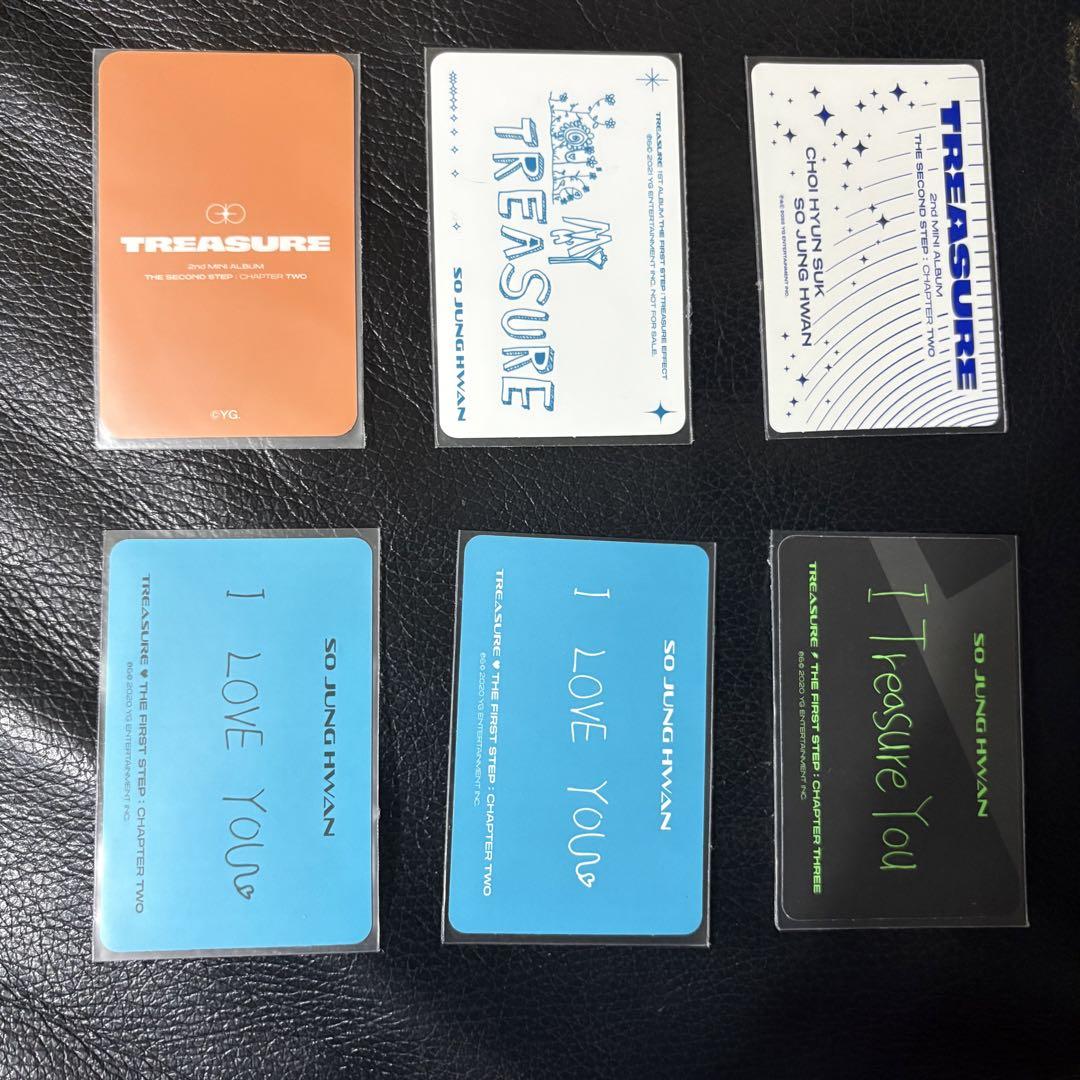 TREASURE
2nd MINI ALBUM
THE SECOND STEP : CHAPTER TWO
©YG.
TREASURE 1ST ALBUM THE FIRST STEP : TREASURE EFFECT
℗&© 2021 YG ENTERTAINMENT INC. NOT FOR SALE.
MY
TREASURE
SO JUNG HWAN
TREASURE
2nd MINI ALBUM
THE SECOND STEP : CHAPTER TWO
CHOI HYUN SUK
SO JUNG HWAN
℗&© 2022 YG ENTERTAINMENT INC.
SO JUNG HWAN
I LOVE YOU
TREASURE ♥ THE FIRST STEP : CHAPTER TWO
℗&© 2020 YG ENTERTAINMENT INC.
SO JUNG HWAN
I LOVE YOU
TREASURE ♥ THE FIRST STEP : CHAPTER TWO
℗&© 2020 YG ENTERTAINMENT INC.
SO JUNG HWAN
I Treasure You
TREASURE ⚡ THE FIRST STEP : CHAPTER THREE
℗&© 2020 YG ENTERTAINMENT INC.